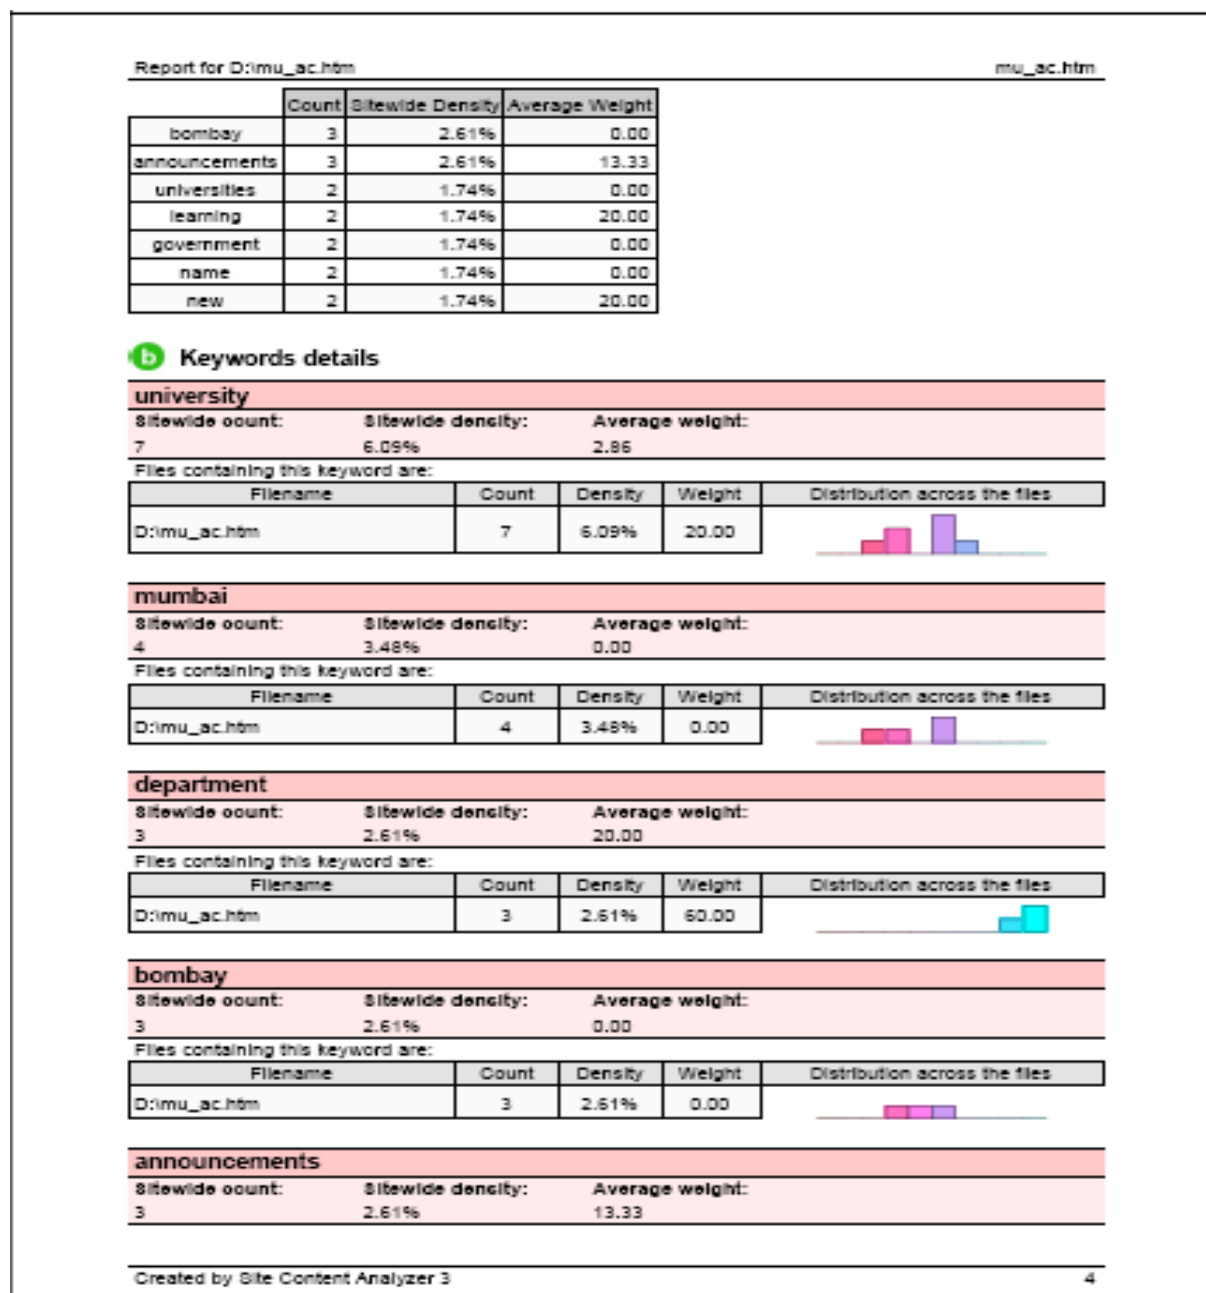 Report for D:\mu_ac.htm mu_ac.htm
Count Sitewide Density Average Weight
bombay 3 2.61% 0.00
announcements 3 2.61% 13.33
universities 2 1.74% 0.00
learning 2 1.74% 20.00
government 2 1.74% 0.00
name 2 1.74% 0.00
new 2 1.74% 20.00
b Keywords details
university
Sitewide count: Sitewide density: Average weight:
7 6.09% 2.86
Files containing this keyword are:
Filename Count Density Weight Distribution across the files
D:\mu_ac.htm 7 6.09% 20.00
mumbai
Sitewide count: Sitewide density: Average weight:
4 3.48% 0.00
Files containing this keyword are:
Filename Count Density Weight Distribution across the files
D:\mu_ac.htm 4 3.48% 0.00
department
Sitewide count: Sitewide density: Average weight:
3 2.61% 20.00
Files containing this keyword are:
Filename Count Density Weight Distribution across the files
D:\mu_ac.htm 3 2.61% 60.00
bombay
Sitewide count: Sitewide density: Average weight:
3 2.61% 0.00
Files containing this keyword are:
Filename Count Density Weight Distribution across the files
D:\mu_ac.htm 3 2.61% 0.00
announcements
Sitewide count: Sitewide density: Average weight:
3 2.61% 13.33
Created by Site Content Analyzer 3 4